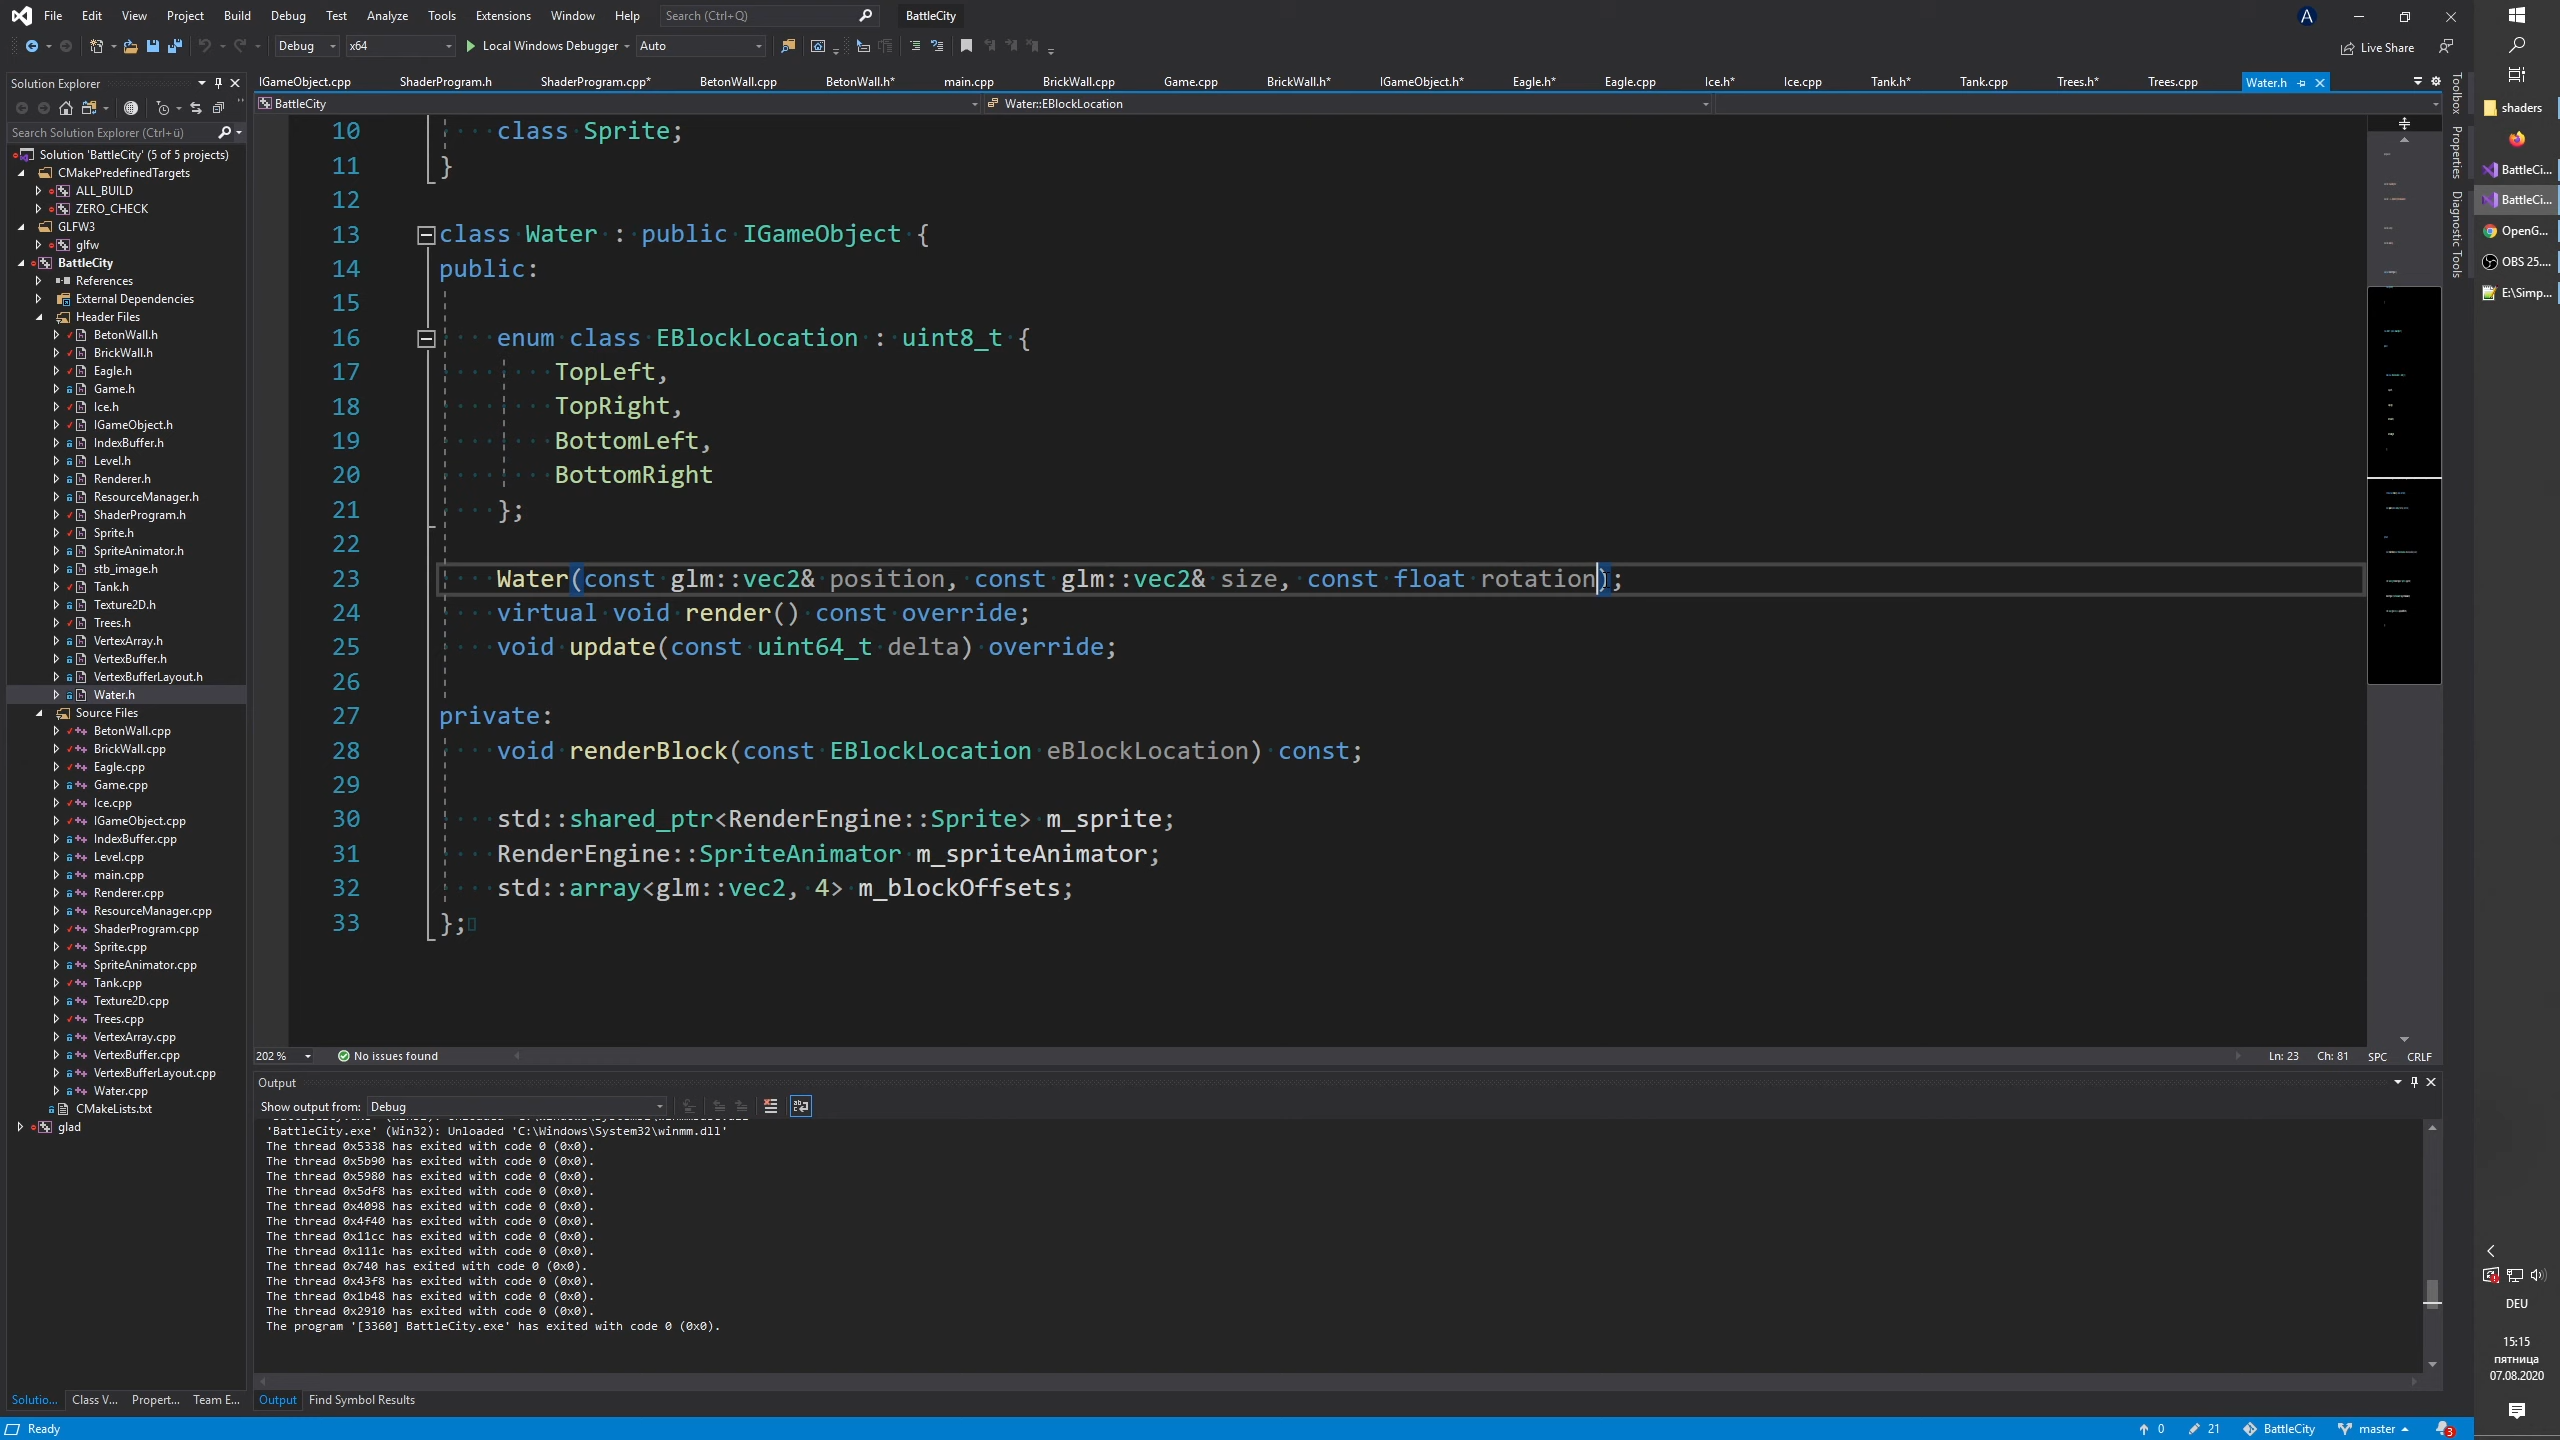 File Edit View Project Build Debug Test Analyze Tools Extensions Window Help Search (Ctrl+Q) BattleCity
Debug x64 Local Windows Debugger Auto Live Share
Solution Explorer
Search Solution Explorer (Ctrl+ü)
Solution 'BattleCity' (5 of 5 projects)
CMakePredefinedTargets
ALL_BUILD
ZERO_CHECK
GLFW3
glfw
BattleCity
References
External Dependencies
Header Files
BetonWall.h
BrickWall.h
Eagle.h
Game.h
Ice.h
IGameObject.h
IndexBuffer.h
Level.h
Renderer.h
ResourceManager.h
ShaderProgram.h
Sprite.h
SpriteAnimator.h
stb_image.h
Tank.h
Texture2D.h
Trees.h
VertexArray.h
VertexBuffer.h
VertexBufferLayout.h
Water.h
Source Files
BetonWall.cpp
BrickWall.cpp
Eagle.cpp
Game.cpp
Ice.cpp
IGameObject.cpp
IndexBuffer.cpp
Level.cpp
main.cpp
Renderer.cpp
ResourceManager.cpp
ShaderProgram.cpp
Sprite.cpp
SpriteAnimator.cpp
Tank.cpp
Texture2D.cpp
Trees.cpp
VertexArray.cpp
VertexBuffer.cpp
VertexBufferLayout.cpp
Water.cpp
CMakeLists.txt
glad
Solutio... Class V... Propert... Team E...
IGameObject.cpp ShaderProgram.h ShaderProgram.cpp* BetonWall.cpp BetonWall.h* main.cpp BrickWall.cpp Game.cpp BrickWall.h* IGameObject.h* Eagle.h* Eagle.cpp Ice.h* Ice.cpp Tank.h* Tank.cpp Trees.h* Trees.cpp Water.h
BattleCity Water::EBlockLocation
10 class Sprite;
11 }
12
13 class Water : public IGameObject {
14 public:
15
16 enum class EBlockLocation : uint8_t {
17 TopLeft,
18 TopRight,
19 BottomLeft,
20 BottomRight
21 };
22
23 Water(const glm::vec2& position, const glm::vec2& size, const float rotation);
24 virtual void render() const override;
25 void update(const uint64_t delta) override;
26
27 private:
28 void renderBlock(const EBlockLocation eBlockLocation) const;
29
30 std::shared_ptr<RenderEngine::Sprite> m_sprite;
31 RenderEngine::SpriteAnimator m_spriteAnimator;
32 std::array<glm::vec2, 4> m_blockOffsets;
33 };
202 % No issues found Ln: 23 Ch: 81 SPC CRLF
Output
Show output from: Debug
'BattleCity.exe' (Win32): Unloaded 'C:\Windows\System32\winmm.dll'
The thread 0x5338 has exited with code 0 (0x0).
The thread 0x5b90 has exited with code 0 (0x0).
The thread 0x5980 has exited with code 0 (0x0).
The thread 0x5df8 has exited with code 0 (0x0).
The thread 0x4098 has exited with code 0 (0x0).
The thread 0x4f40 has exited with code 0 (0x0).
The thread 0x11cc has exited with code 0 (0x0).
The thread 0x111c has exited with code 0 (0x0).
The thread 0x740 has exited with code 0 (0x0).
The thread 0x43f8 has exited with code 0 (0x0).
The thread 0x1b48 has exited with code 0 (0x0).
The thread 0x2910 has exited with code 0 (0x0).
The program '[3360] BattleCity.exe' has exited with code 0 (0x0).
Output Find Symbol Results
Ready 0 21 BattleCity master 3
Toolbox
Properties
Diagnostic Tools
A
shaders
BattleCi...
BattleCi...
OpenG...
OBS 25....
E:\Simp...
DEU
15:15
пятница
07.08.2020